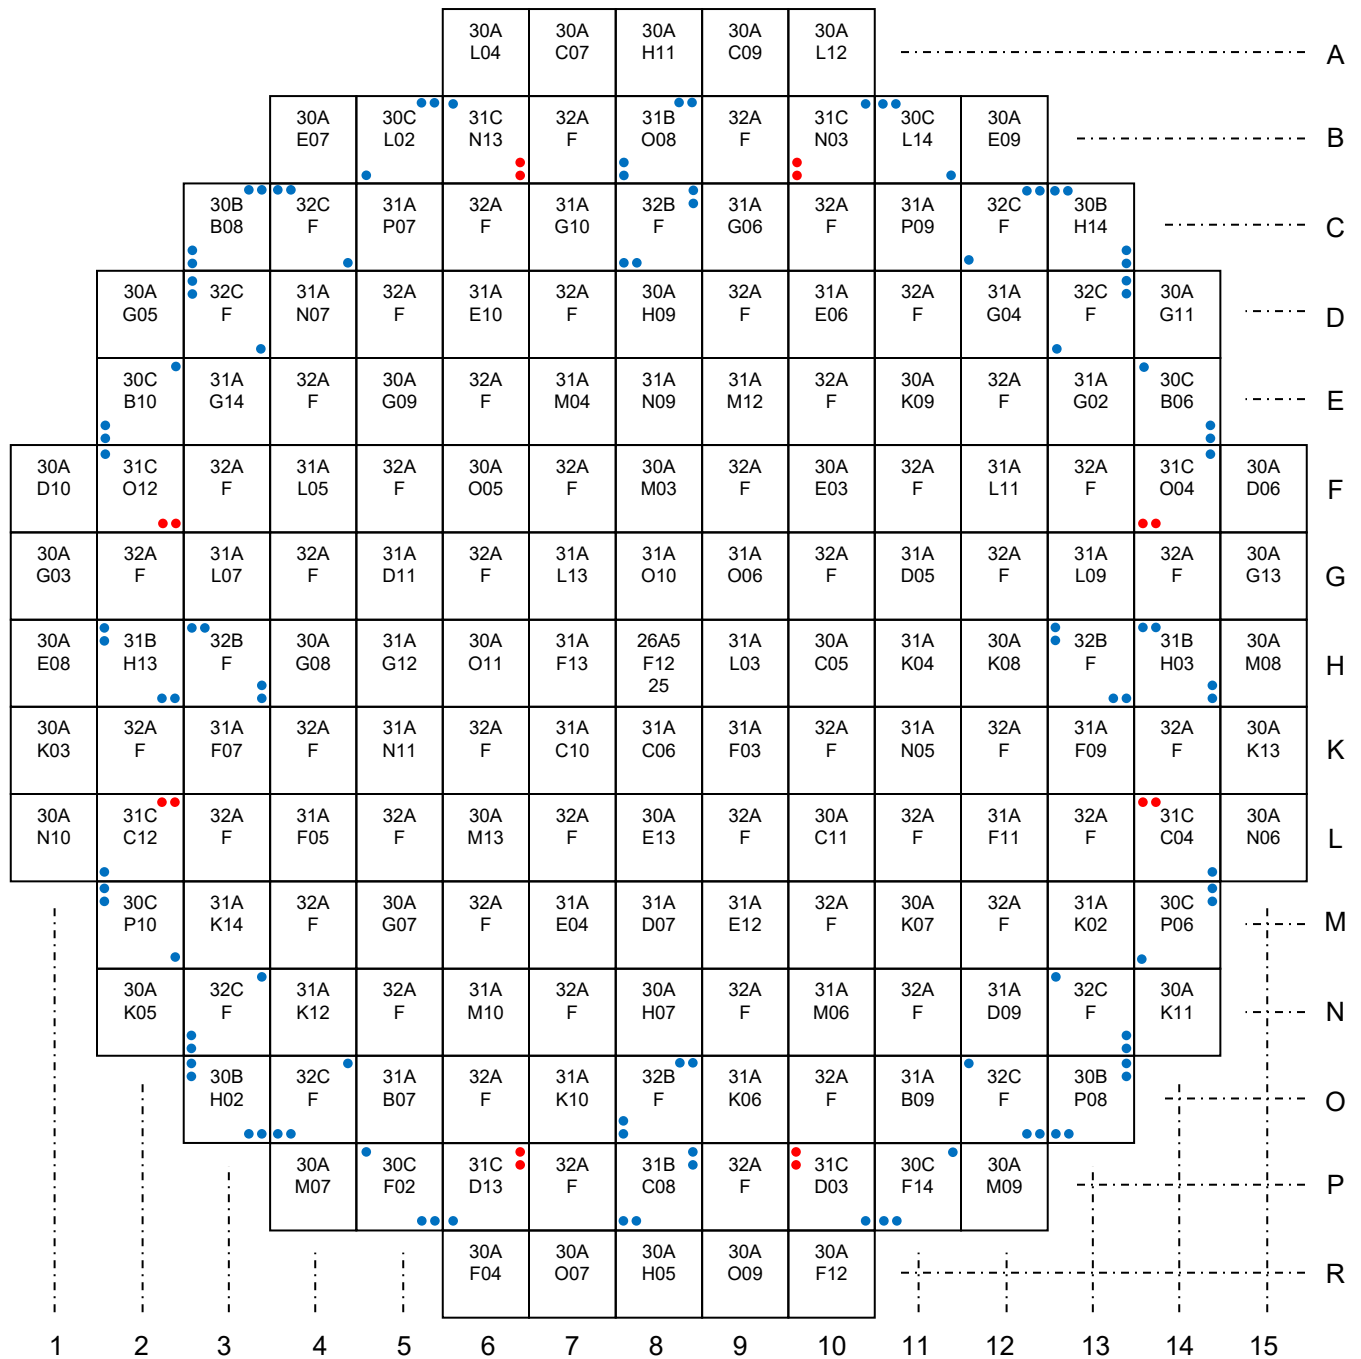 30A 30A 30A 30A 30A
L04 C07 H11 C09 L12 A
30A 30C 31C 32A 31B 32A 31C 30C 30A
E07 L02 N13 F O08 F N03 L14 E09 B
30B 32C 31A 32A 31A 32B 31A 32A 31A 32C 30B
B08 F P07 F G10 F G06 F P09 F H14 C
30A 32C 31A 32A 31A 32A 30A 32A 31A 32A 31A 32C 30A
G05 F N07 F E10 F H09 F E06 F G04 F G11 D
30C 31A 32A 30A 32A 31A 31A 31A 32A 30A 32A 31A 30C
B10 G14 F G09 F M04 N09 M12 F K09 F G02 B06 E
30A 31C 32A 31A 32A 30A 32A 30A 32A 30A 32A 31A 32A 31C 30A
D10 O12 F L05 F O05 F M03 F E03 F L11 F O04 D06 F
30A 32A 31A 32A 31A 32A 31A 31A 31A 32A 31A 32A 31A 32A 30A
G03 F L07 F D11 F L13 O10 O06 F D05 F L09 F G13 G
30A 31B 32B 30A 31A 30A 31A 26A5 31A 30A 31A 30A 32B 31B 30A
E08 H13 F G08 G12 O11 F13 F12 L03 C05 K04 K08 F H03 M08 H
25
30A 32A 31A 32A 31A 32A 31A 31A 31A 32A 31A 32A 31A 32A 30A
K03 F F07 F N11 F C10 C06 F03 F N05 F F09 F K13 K
30A 31C 32A 31A 32A 30A 32A 30A 32A 30A 32A 31A 32A 31C 30A
N10 C12 F F05 F M13 F E13 F C11 F F11 F C04 N06 L
30C 31A 32A 30A 32A 31A 31A 31A 32A 30A 32A 31A 30C
P10 K14 F G07 F E04 D07 E12 F K07 F K02 P06 M
30A 32C 31A 32A 31A 32A 30A 32A 31A 32A 31A 32C 30A
K05 F K12 F M10 F H07 F M06 F D09 F K11 N
30B 32C 31A 32A 31A 32B 31A 32A 31A 32C 30B
H02 F B07 F K10 F K06 F B09 F P08 O
30A 30C 31C 32A 31B 32A 31C 30C 30A
M07 F02 D13 F C08 F D03 F14 M09 P
30A 30A 30A 30A 30A
F04 O07 H05 O09 F12 R
1 2 3 4 5 6 7 8 9 10 11 12 13 14 15